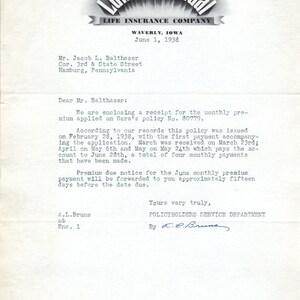 LIFE INSURANCE COMPANY
WAVERLY, IOWA
June 1, 1938
Mr. Jacob L. Balthaser
Cor. 3rd & State Street
Hamburg, Pennsylvania
Dear Mr. Balthaser:
We are enclosing a receipt for the monthly pre-
mium applied on Sara's policy No. 80779.
According to our records this policy was issued
on February 28, 1938, with the first payment accompany-
ing the application. March was received on March 23rd;
April on May 6th and May on May 24th which pays the ac-
count to June 28th, a total of four monthly payments
that have been made.
Premium due notice for the June monthly premium
payment will be forwarded to you approximately fifteen
days before the date due.
Yours very truly,
A.L.Bruns POLICYHOLDERS SERVICE DEPARTMENT
mb
Enc. 1 By A. L. Bruns